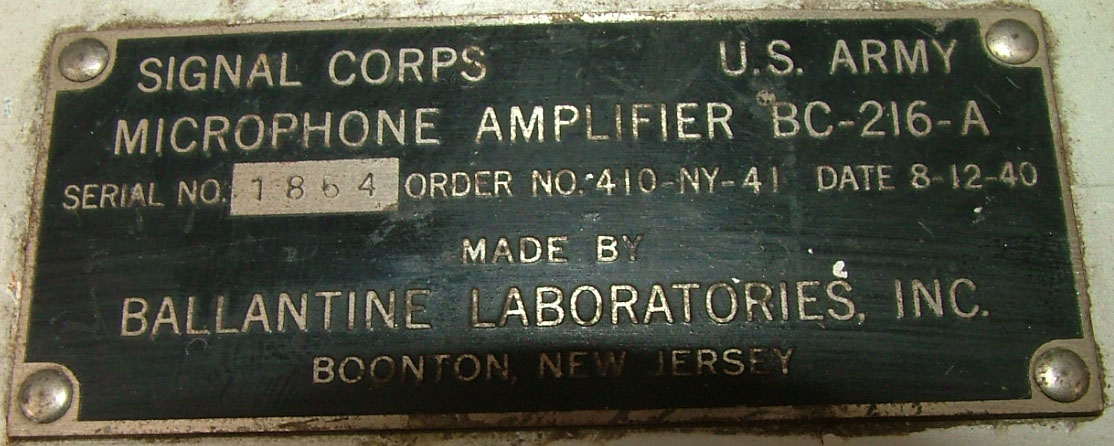 SIGNAL CORPS U.S. ARMY
MICROPHONE AMPLIFIER BC-216-A
SERIAL NO. 1864 ORDER NO. 410-NY-41 DATE 8-12-40
MADE BY
BALLANTINE LABORATORIES, INC.
BOONTON, NEW JERSEY